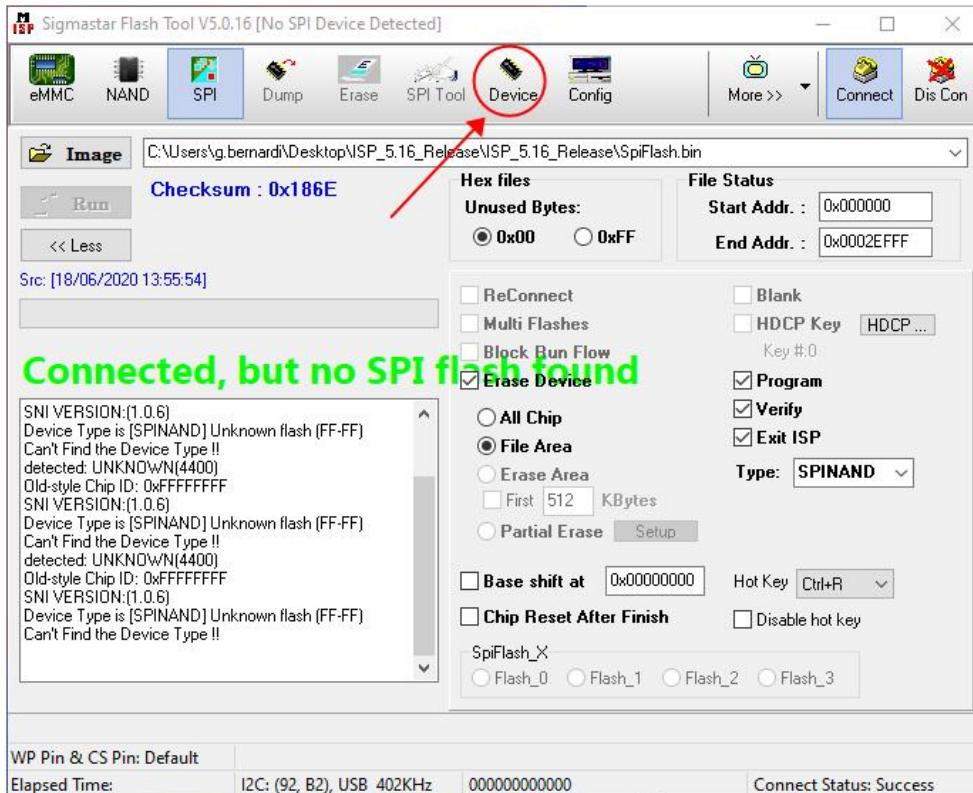 M
ISP
Sigmastar Flash Tool V5.0.16 [No SPI Device Detected]
eMMC NAND SPI Dump Erase SPI Tool Device Config More >> Connect Dis Con
Image C:\Users\g.bernardi\Desktop\ISP_5.16_Release\ISP_5.16_Release\SpiFlash.bin
Run
Checksum : 0x186E
<< Less
Src: [18/06/2020 13:55:54]
Hex files
Unused Bytes:
0x00 0xFF
File Status
Start Addr. : 0x000000
End Addr. : 0x0002EFFF
Connected, but no SPI flash found
SNI VERSION:(1.0.6)
Device Type is [SPINAND] Unknown flash (FF-FF)
Can't Find the Device Type !!
detected: UNKNOWN(4400)
Old-style Chip ID: 0xFFFFFFFF
SNI VERSION:(1.0.6)
Device Type is [SPINAND] Unknown flash (FF-FF)
Can't Find the Device Type !!
detected: UNKNOWN(4400)
Old-style Chip ID: 0xFFFFFFFF
SNI VERSION:(1.0.6)
Device Type is [SPINAND] Unknown flash (FF-FF)
Can't Find the Device Type !!
ReConnect
Multi Flashes
Block Run Flow
Erase Device
All Chip
File Area
Erase Area
First 512 KBytes
Partial Erase Setup
Blank
HDCP Key HDCP ...
Key #:0
Program
Verify
Exit ISP
Type: SPINAND
Base shift at 0x00000000 Hot Key Ctrl+R
Chip Reset After Finish Disable hot key
SpiFlash_X
Flash_0 Flash_1 Flash_2 Flash_3
WP Pin & CS Pin: Default
Elapsed Time: I2C: (92, B2), USB 402KHz 000000000000 Connect Status: Success